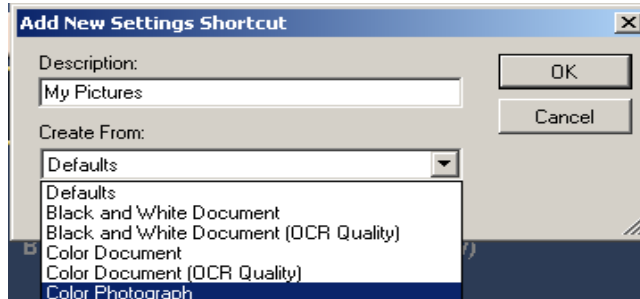 Add New Settings Shortcut
Description:
OK
My Pictures
Cancel
Create From:
Defaults
Defaults
Black and White Document
Black and White Document (OCR Quality)
Color Document
Color Document (OCR Quality)
Color Photograph